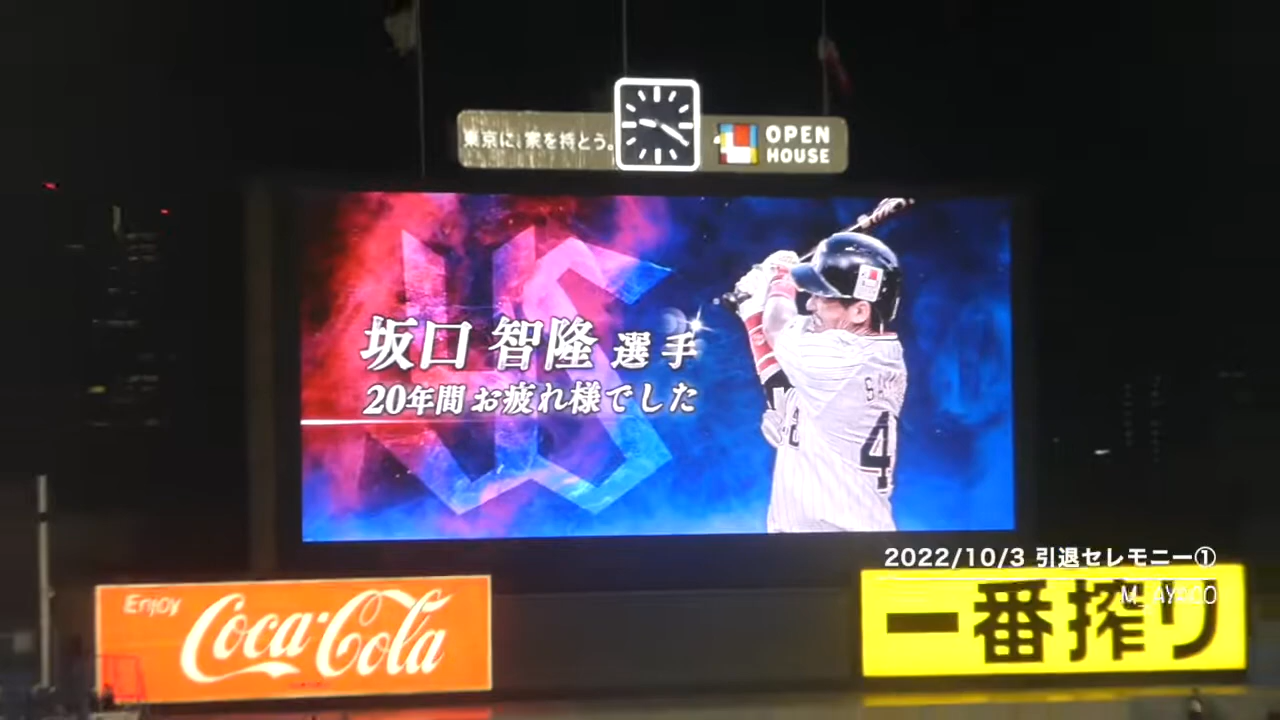 東京に、家を持とう。
OPEN
HOUSE
坂口 智隆 選手
20年間 お疲れ様でした
4
2022/10/3 引退セレモニー①
M_AYACO
Enjoy
Coca-Cola
一番搾り